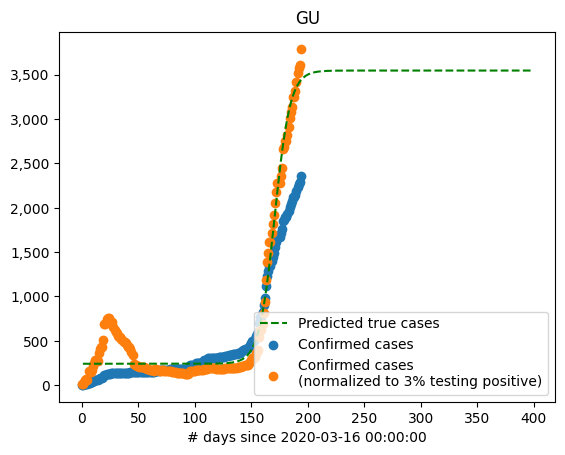 GU
3,500
3,000
2,500
2,000
1,500
1,000
500
0
Predicted true cases
Confirmed cases
Confirmed cases
(normalized to 3% testing positive)
0 50 100 150 200 250 300 350 400
# days since 2020-03-16 00:00:00